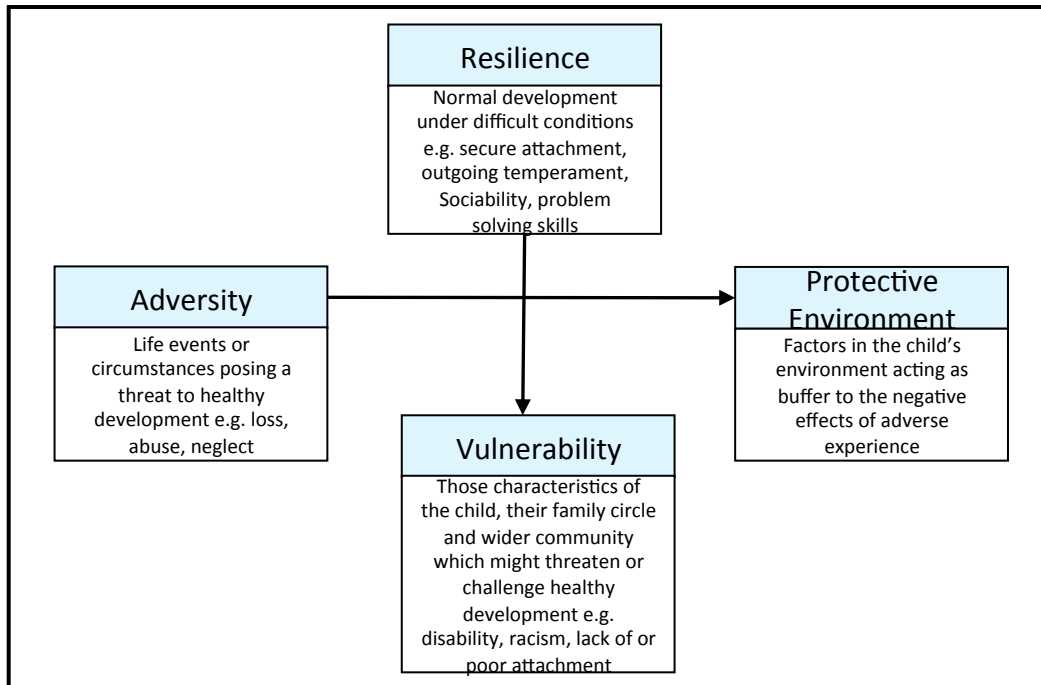 Resilience
Normal development
under difficult conditions
e.g. secure attachment,
outgoing temperament,
Sociability, problem
solving skills
Adversity
Life events or
circumstances posing a
threat to healthy
development e.g. loss,
abuse, neglect
Protective
Environment
Factors in the child's
environment acting as
buffer to the negative
effects of adverse
experience
Vulnerability
Those characteristics of
the child, their family circle
and wider community
which might threaten or
challenge healthy
development e.g.
disability, racism, lack of or
poor attachment